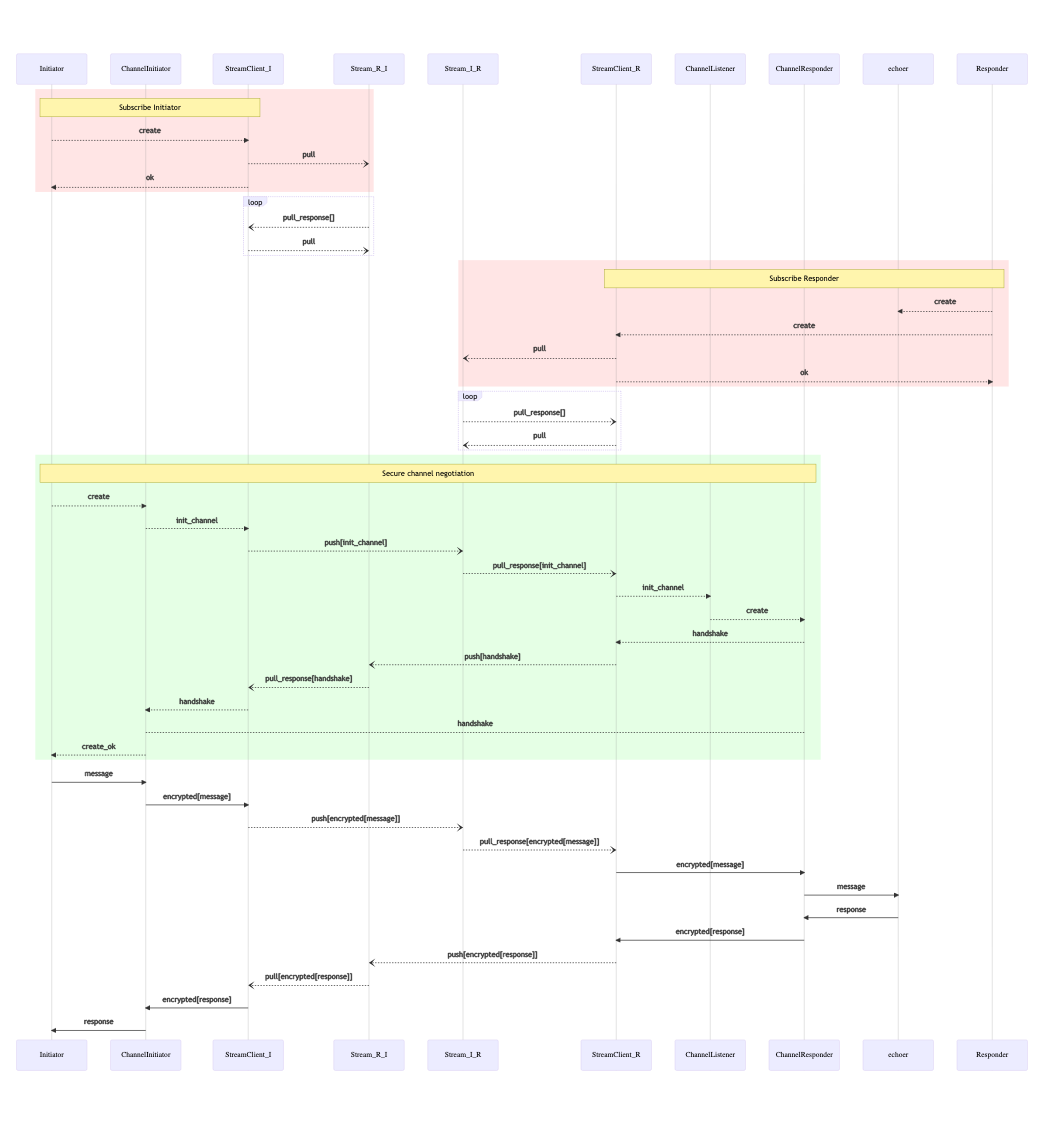 Initiator
ChannelInitiator
StreamClient_I
Stream_R_I
Stream_I_R
StreamClient_R
ChannelListener
ChannelResponder
echoer
Responder
Subscribe Initiator
create
pull
ok
loop
pull_response[]
pull
Subscribe Responder
create
create
pull
ok
loop
pull_response[]
pull
Secure channel negotiation
create
init_channel
push[init_channel]
pull_response[init_channel]
init_channel
create
handshake
push[handshake]
pull_response[handshake]
handshake
handshake
create_ok
message
encrypted[message]
push[encrypted[message]]
pull_response[encrypted[message]]
encrypted[message]
message
response
encrypted[response]
push[encrypted[response]]
pull[encrypted[response]]
encrypted[response]
response
Initiator
ChannelInitiator
StreamClient_I
Stream_R_I
Stream_I_R
StreamClient_R
ChannelListener
ChannelResponder
echoer
Responder